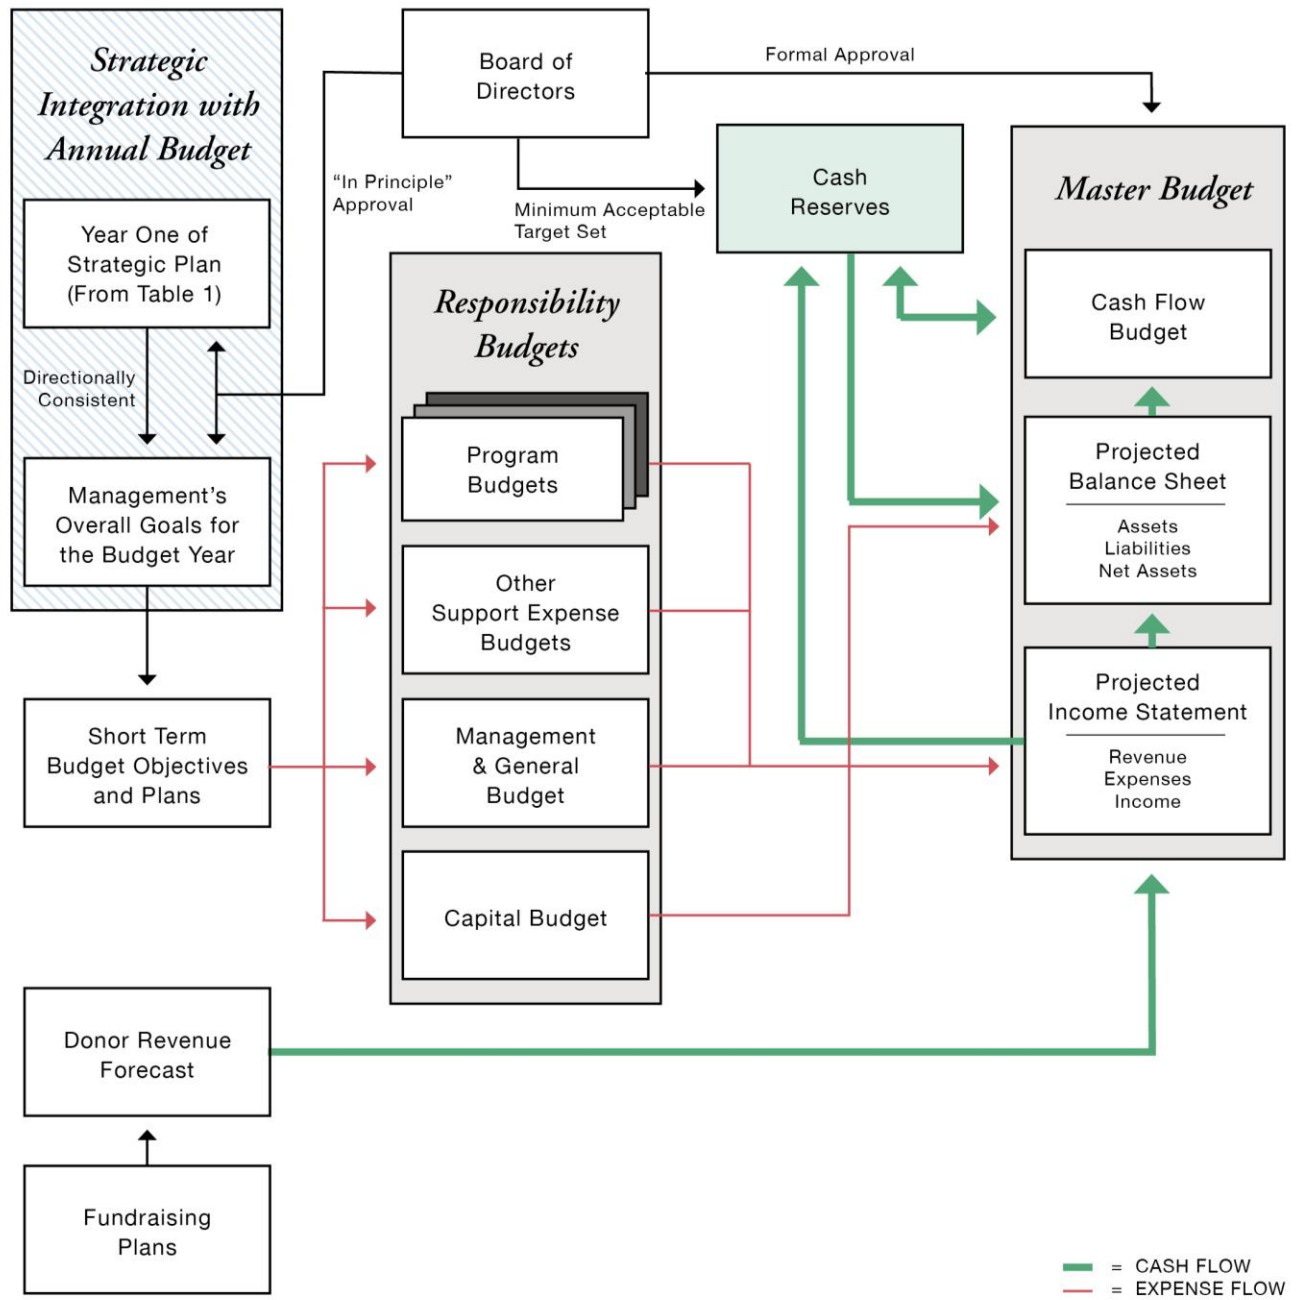 Strategic
Integration with
Annual Budget
Year One of
Strategic Plan
(From Table 1)
Directionally
Consistent
Management’s
Overall Goals for
the Budget Year
Short Term
Budget Objectives
and Plans
Donor Revenue
Forecast
Fundraising
Plans
Board of
Directors
“In Principle”
Approval
Minimum Acceptable
Target Set
Formal Approval
Responsibility
Budgets
Program
Budgets
Other
Support Expense
Budgets
Management
& General
Budget
Capital Budget
Cash
Reserves
Master Budget
Cash Flow
Budget
Projected
Balance Sheet
Assets
Liabilities
Net Assets
Projected
Income Statement
Revenue
Expenses
Income
= CASH FLOW
= EXPENSE FLOW